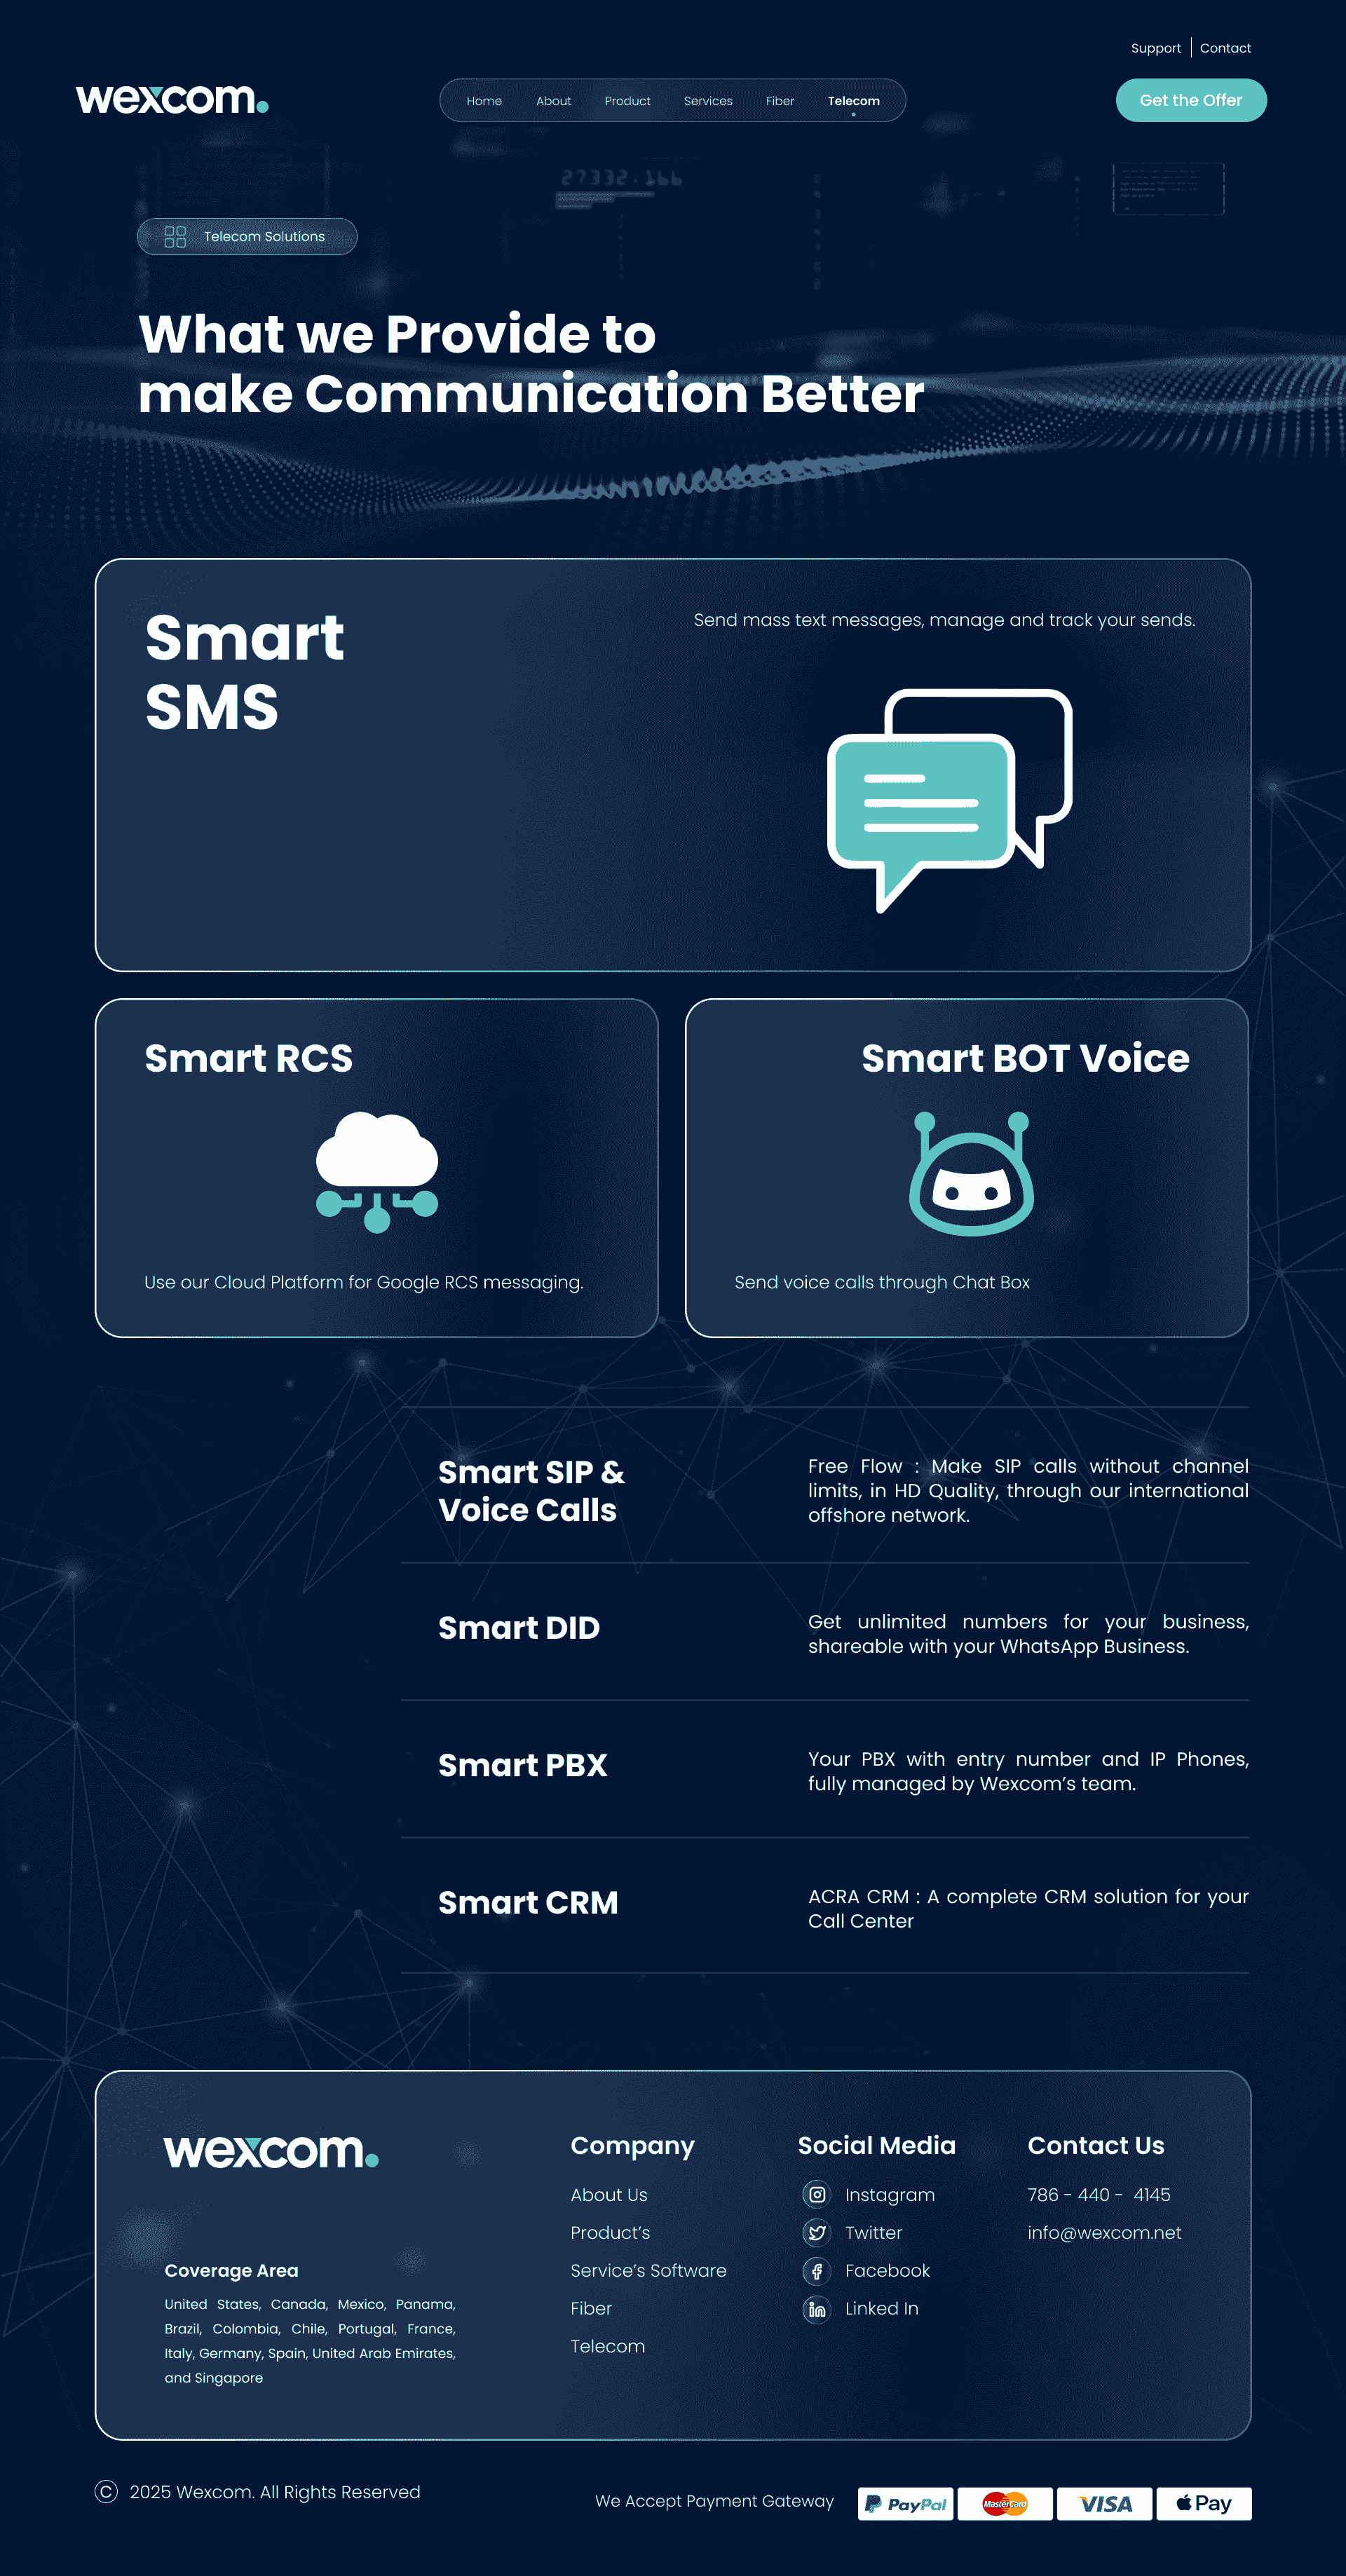 Support | Contact
wexcom.
Home About Product Services Fiber Telecom
Get the Offer
27332.166
Telecom Solutions
What we Provide to
make Communication Better
Smart
SMS
Send mass text messages, manage and track your sends.
Smart RCS
Use our Cloud Platform for Google RCS messaging.
Smart BOT Voice
Send voice calls through Chat Box
Smart SIP &
Voice Calls
Free Flow : Make SIP calls without channel
limits, in HD Quality, through our international
offshore network.
Smart DID
Get unlimited numbers for your business,
shareable with your WhatsApp Business.
Smart PBX
Your PBX with entry number and IP Phones,
fully managed by Wexcom’s team.
Smart CRM
ACRA CRM : A complete CRM solution for your
Call Center
wexcom.
Coverage Area
United States, Canada, Mexico, Panama,
Brazil, Colombia, Chile, Portugal, France,
Italy, Germany, Spain, United Arab Emirates,
and Singapore
Company
About Us
Product’s
Service’s Software
Fiber
Telecom
Social Media
Instagram
Twitter
Facebook
Linked In
Contact Us
786 - 440 - 4145
info@wexcom.net
© 2025 Wexcom. All Rights Reserved
We Accept Payment Gateway
PayPal MasterCard VISA Pay